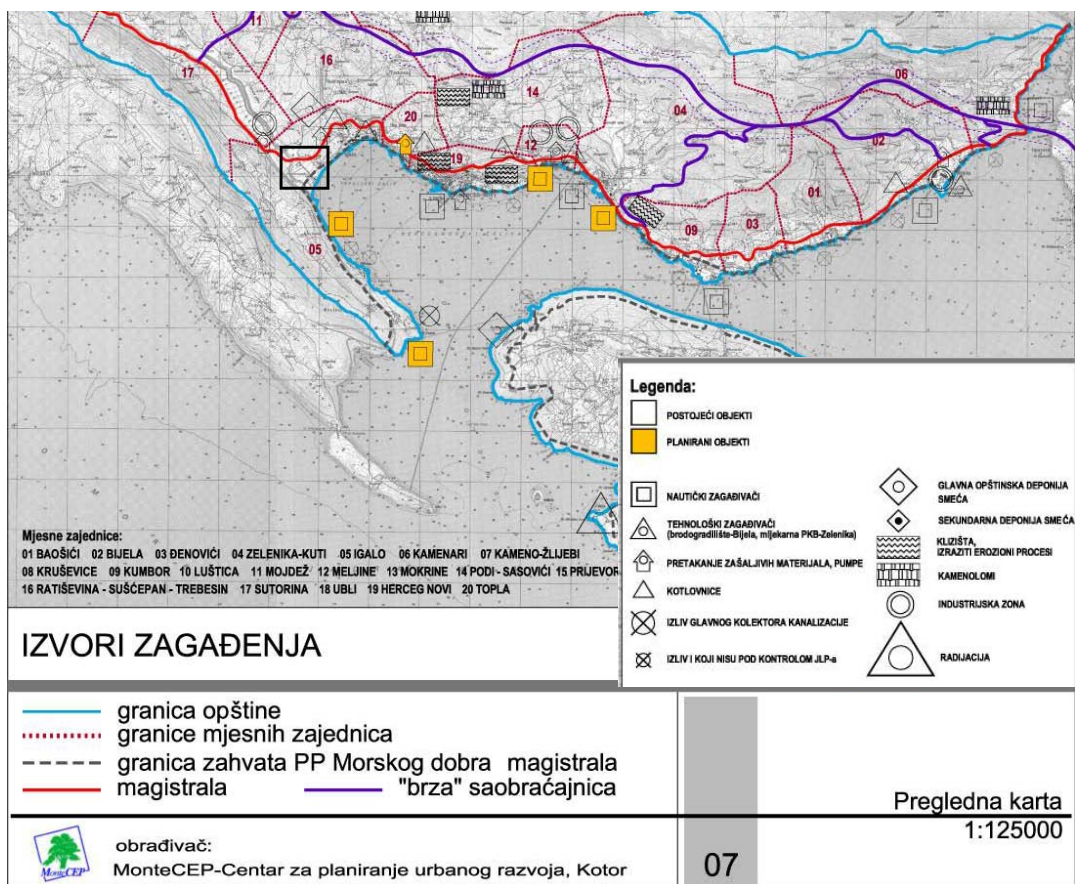 11
17
16
14
04
06
20
12
02
19
01
09
03
05
Legenda:
POSTOJEĆI OBJEKTI
PLANIRANI OBJEKTI
NAUTIČKI ZAGAĐIVAČI
TEHNOLOŠKI ZAGAĐIVAČI
(brodogradilište-Bijela, mljekarna PKB-Zelenika)
PRETAKANJE ZAŠALJIVIH MATERIJALA, PUMPE
KOTLOVNICE
IZLIV GLAVNOG KOLEKTORA KANALIZACIJE
IZLIV I KOJI NISU POD KONTROLOM JLP-a
GLAVNA OPŠTINSKA DEPONIJA
SMEĆA
SEKUNDARNA DEPONIJA SMEĆA
KLIZIŠTA,
IZRAZITI EROZIONI PROCESI
KAMENOLOMI
INDUSTRIJSKA ZONA
RADIJACIJA
Mjesne zajednice:
01 BAOŠIĆI 02 BIJELA 03 ĐENOVIĆI 04 ZELENIKA-KUTI 05 IGALO 06 KAMENARI 07 KAMENO-ŽLIJEBI
08 KRUŠEVICE 09 KUMBOR 10 LUŠTICA 11 MOJDEŽ 12 MELJINE 13 MOKRINE 14 PODI - SASOVIĆI 15 PRIJEVOR
16 RATIŠEVINA - SUŠĆEPAN - TREBESIN 17 SUTORINA 18 UBLI 19 HERCEG NOVI 20 TOPLA
IZVORI ZAGAĐENJA
granica opštine
granice mjesnih zajednica
granica zahvata PP Morskog dobra magistrala
magistrala "brza" saobraćajnica
Pregledna karta
1:125000
MonteCEP
obrađivač:
MonteCEP-Centar za planiranje urbanog razvoja, Kotor
07